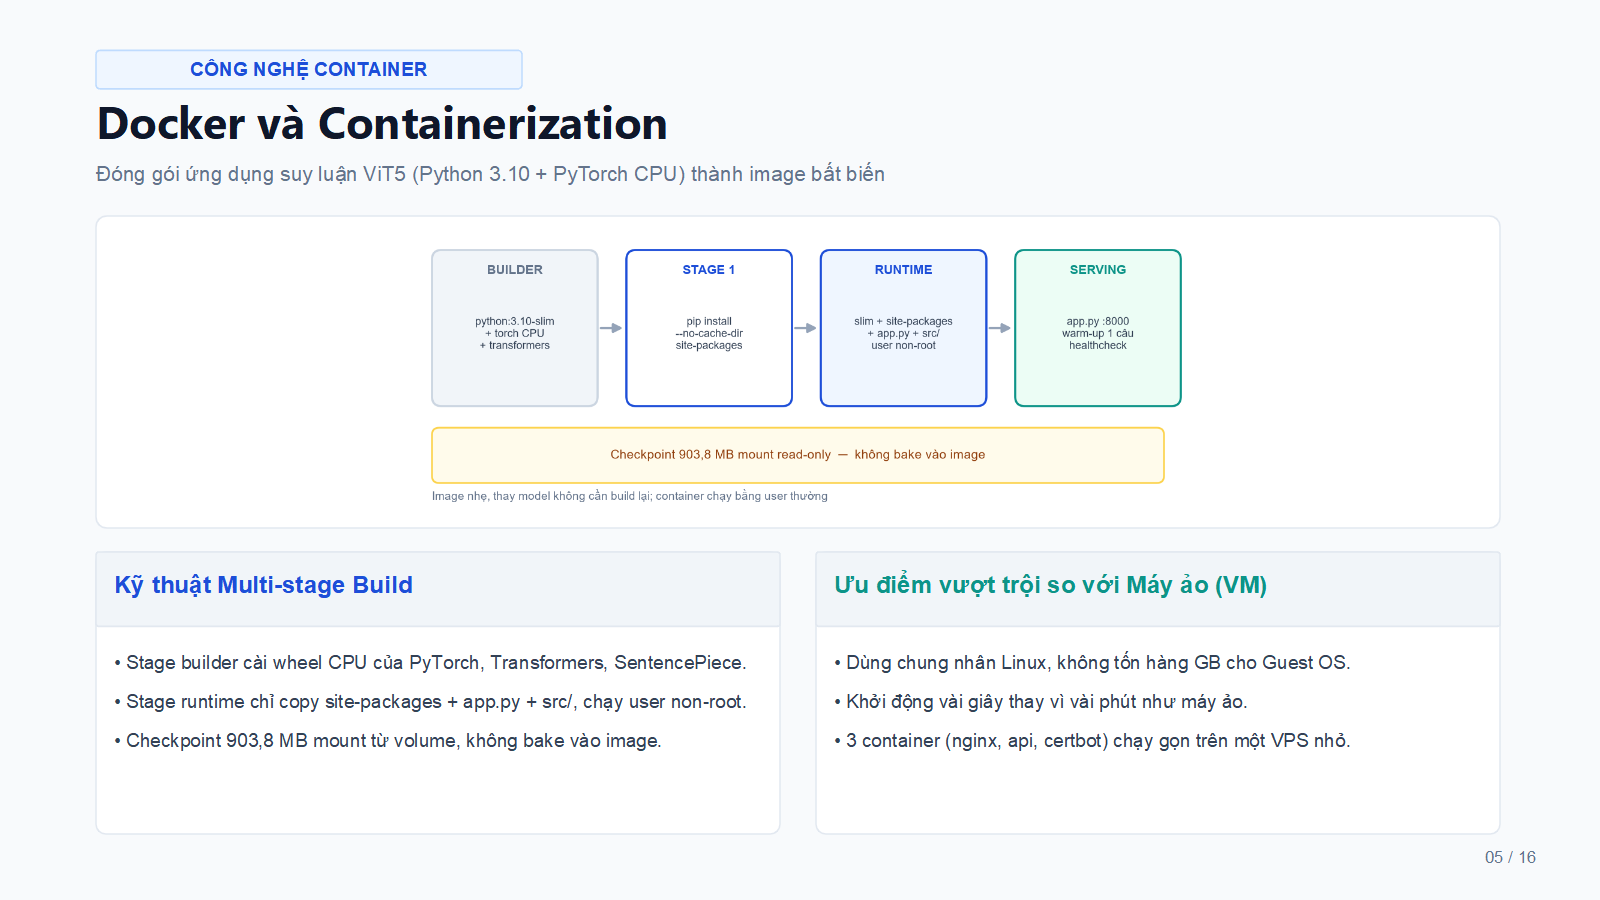 CÔNG NGHỆ CONTAINER
Docker và Containerization
Đóng gói ứng dụng suy luận ViT5 (Python 3.10 + PyTorch CPU) thành image bất biến
BUILDER
python:3.10-slim
+ torch CPU
+ transformers
STAGE 1
pip install
--no-cache-dir
site-packages
RUNTIME
slim + site-packages
+ app.py + src/
user non-root
SERVING
app.py :8000
warm-up 1 câu
healthcheck
Checkpoint 903,8 MB mount read-only — không bake vào image
Image nhẹ, thay model không cần build lại; container chạy bằng user thường
Kỹ thuật Multi-stage Build
• Stage builder cài wheel CPU của PyTorch, Transformers, SentencePiece.
• Stage runtime chỉ copy site-packages + app.py + src/, chạy user non-root.
• Checkpoint 903,8 MB mount từ volume, không bake vào image.
Ưu điểm vượt trội so với Máy ảo (VM)
• Dùng chung nhân Linux, không tốn hàng GB cho Guest OS.
• Khởi động vài giây thay vì vài phút như máy ảo.
• 3 container (nginx, api, certbot) chạy gọn trên một VPS nhỏ.
05 / 16